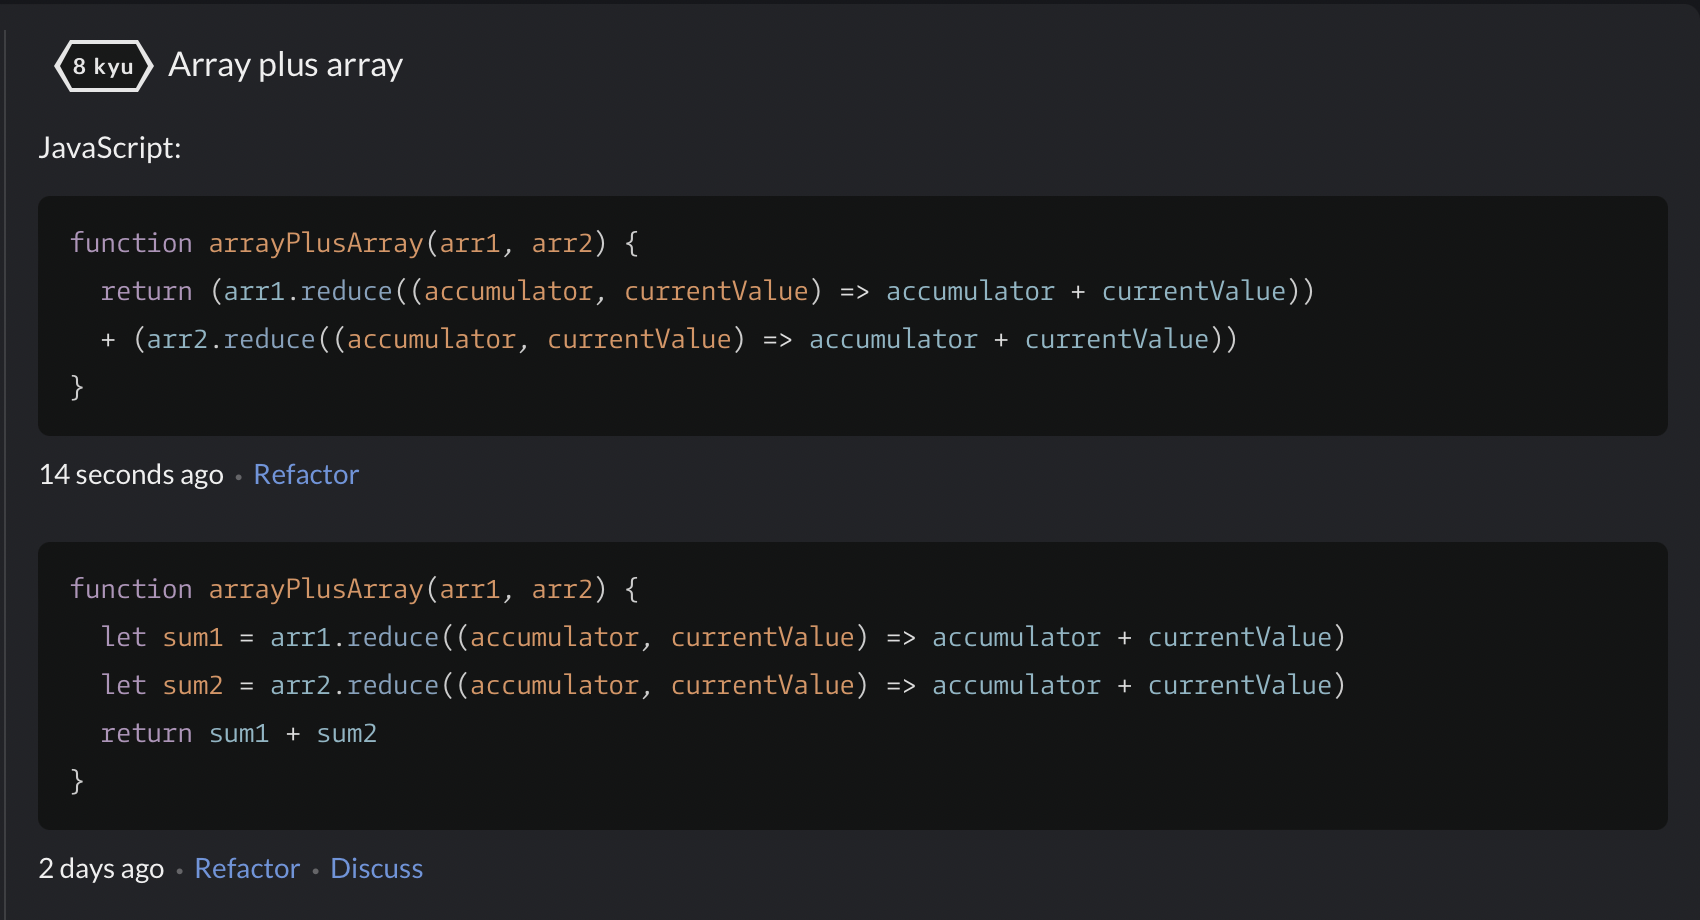 8 kyu Array plus array
JavaScript:
function arrayPlusArray(arr1, arr2) {
  return (arr1.reduce((accumulator, currentValue) => accumulator + currentValue))
  + (arr2.reduce((accumulator, currentValue) => accumulator + currentValue))
}
14 seconds ago • Refactor
function arrayPlusArray(arr1, arr2) {
  let sum1 = arr1.reduce((accumulator, currentValue) => accumulator + currentValue)
  let sum2 = arr2.reduce((accumulator, currentValue) => accumulator + currentValue)
  return sum1 + sum2
}
2 days ago • Refactor • Discuss